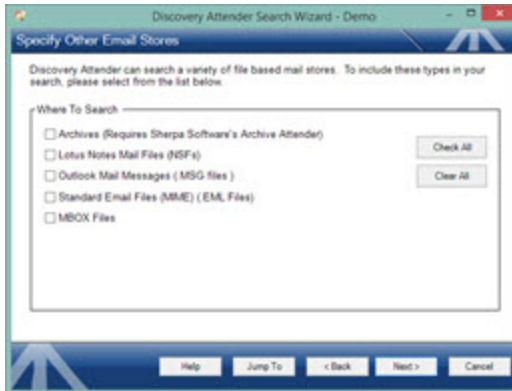 Discovery Attender Search Wizard - Demo
Specify Other Email Stores
Discovery Attender can search a variety of file based mail stores. To include these types in your
search, please select from the list below.
Where To Search
Archives (Requires Sherpa Software's Archive Attender)
Lotus Notes Mail Files (NSFs)
Outlook Mail Messages (.MSG files )
Standard Email Files (MIME) (.EML Files)
MBOX Files
Check All
Clear All
Help
Jump To
< Back
Next >
Cancel